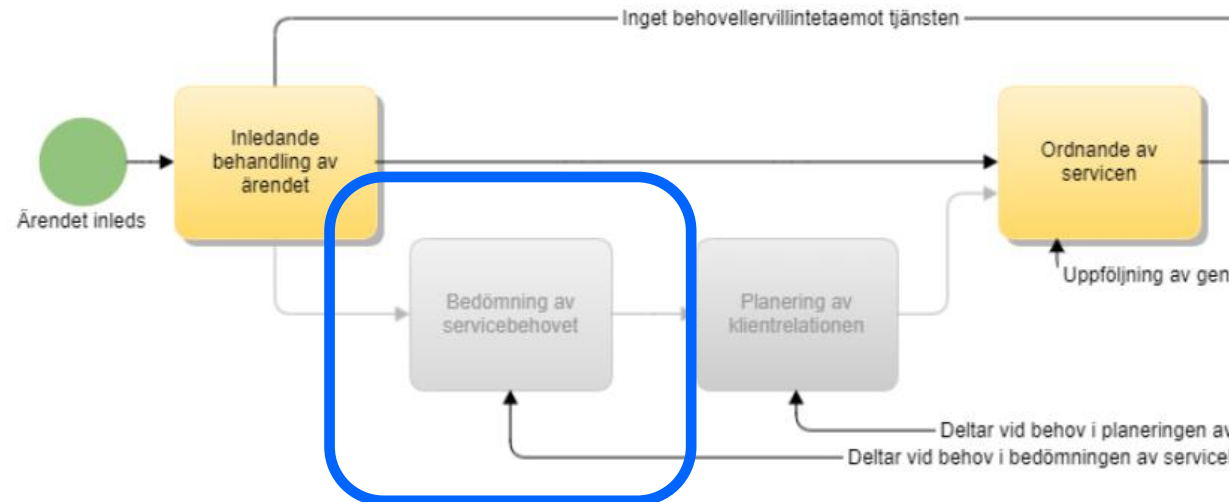 Inget behovellervillintetaemot tjänsten
Inledande
behandling av
ärendet
Ordnande av
servicen
Ärendet inleds
Uppföljning av gen
Bedömning av
servicebehovet
Planering av
klientrelationen
Deltar vid behov i planeringen av
Deltar vid behov i bedömningen av service